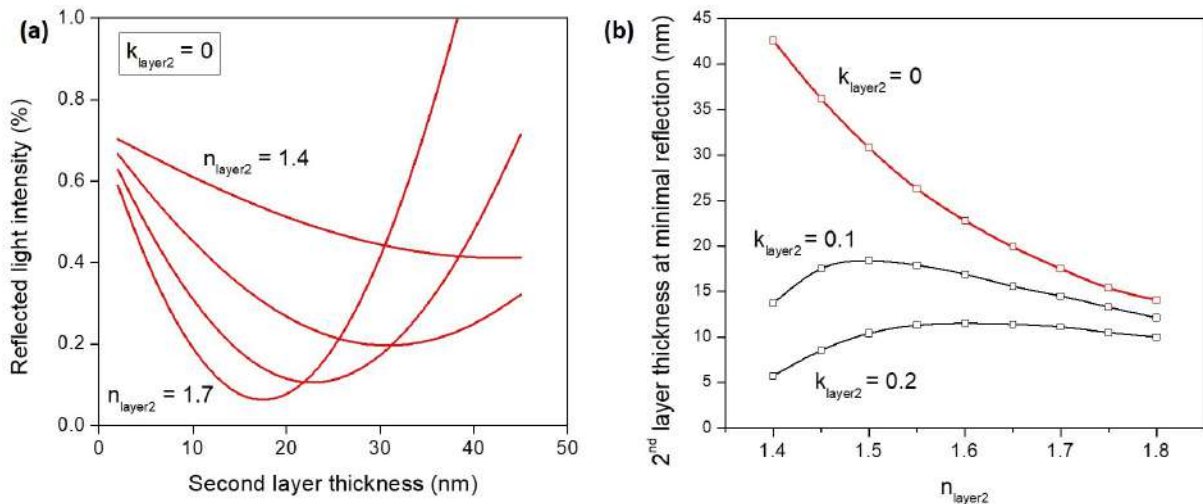 (a)
k_layer2 = 0
n_layer2 = 1.4
n_layer2 = 1.7
Reflected light intensity (%)
1.0
0.8
0.6
0.4
0.2
0.0
0 10 20 30 40 50
Second layer thickness (nm)
(b)
k_layer2 = 0
k_layer2 = 0.1
k_layer2 = 0.2
2nd layer thickness at minimal reflection (nm)
45
40
35
30
25
20
15
10
5
0
1.4 1.5 1.6 1.7 1.8
n_layer2